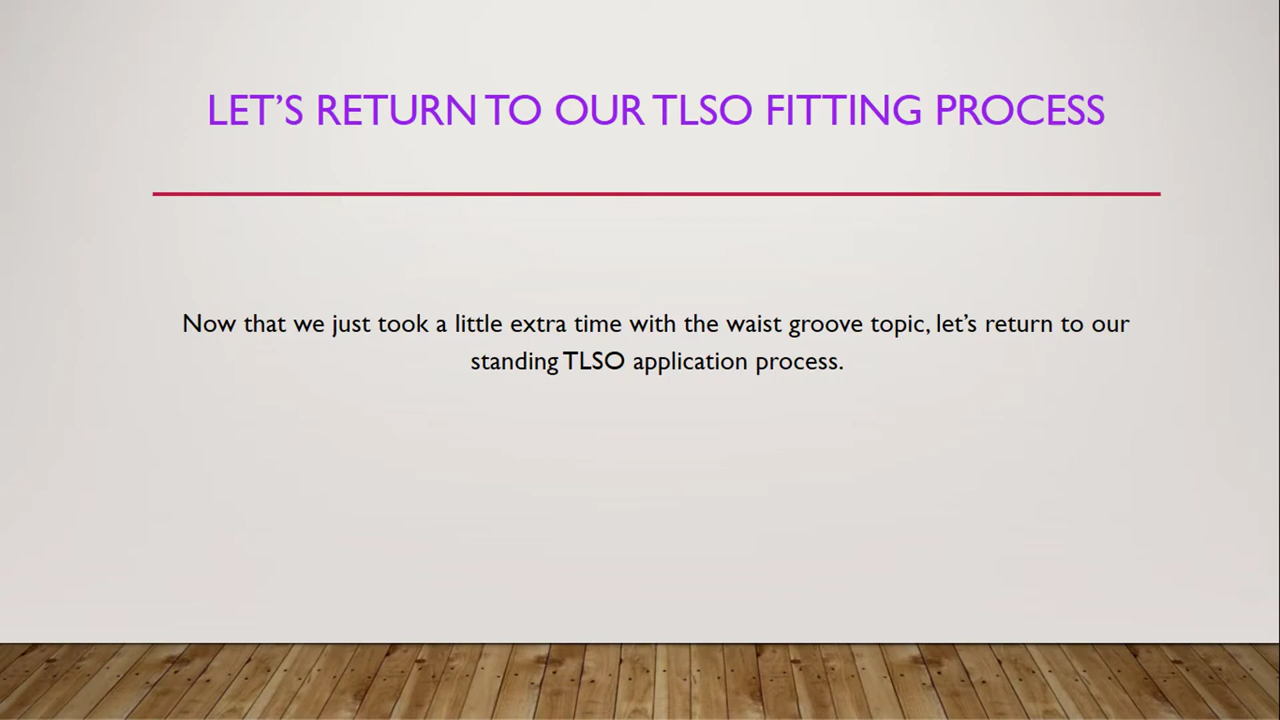 LET’S RETURN TO OUR TLSO FITTING PROCESS
Now that we just took a little extra time with the waist groove topic, let’s return to our
standing TLSO application process.